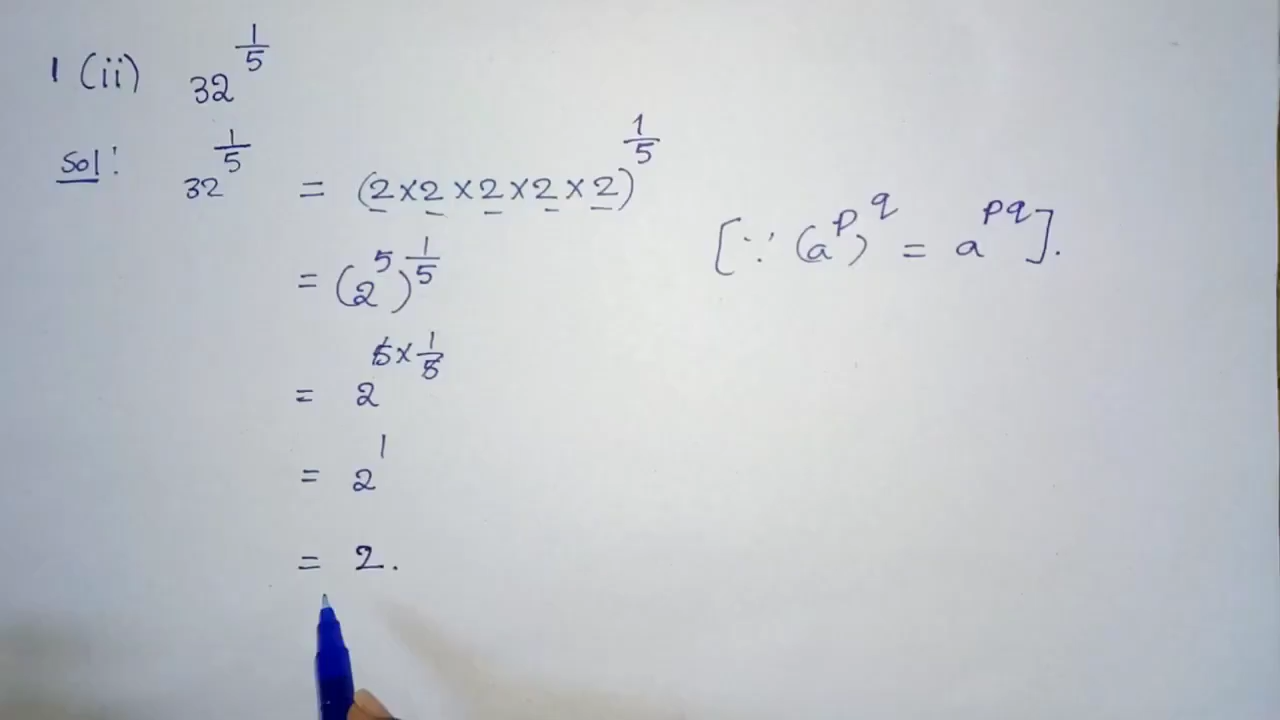 1 (ii) 32^(1/5)
Sol: 32^(1/5) = (2×2×2×2×2)^(1/5)
= (2^5)^(1/5) [∵ (a^p)^q = a^(pq)].
= 2^(5×1/5)
= 2^1
= 2.